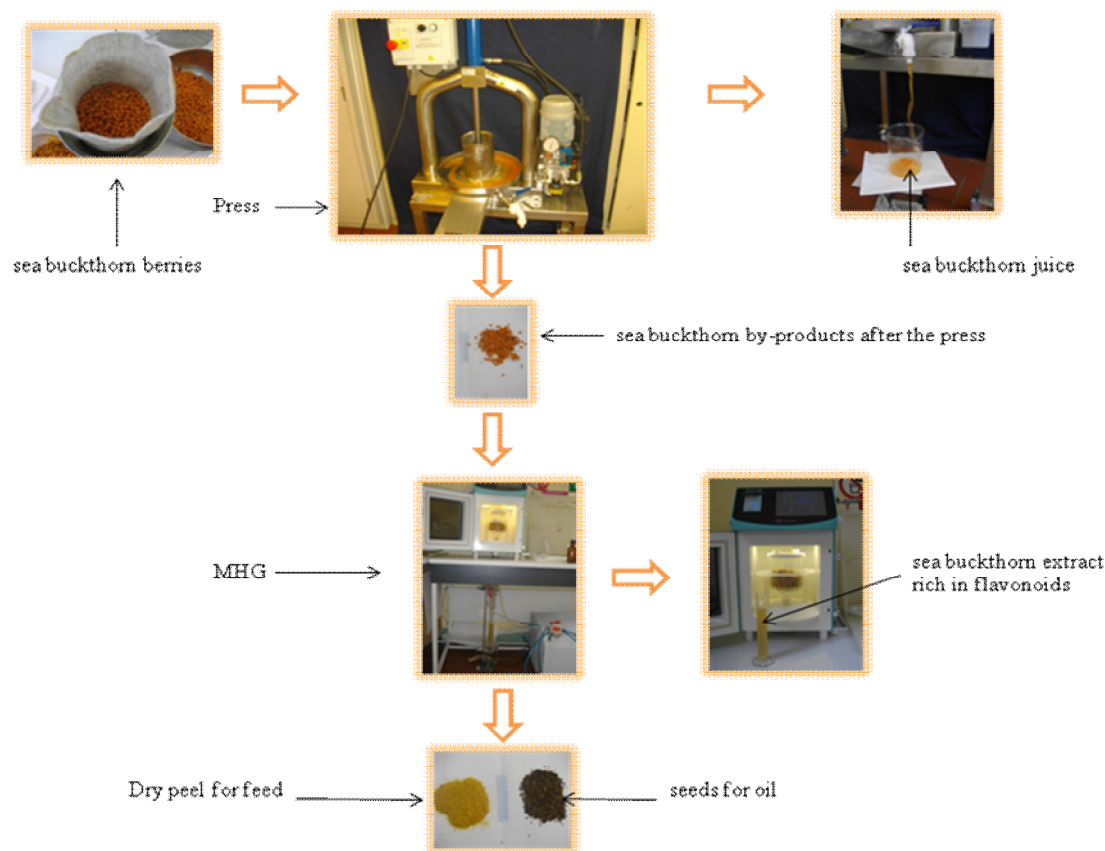 Press
sea buckthorn berries
sea buckthorn juice
sea buckthorn by-products after the press
MHG
sea buckthorn extract
rich in flavonoids
Dry peel for feed
seeds for oil